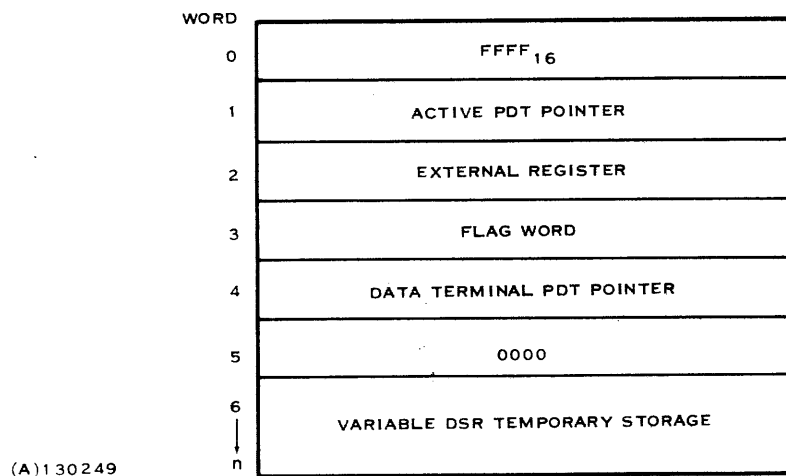 WORD
0 FFFF16
1 ACTIVE PDT POINTER
2 EXTERNAL REGISTER
3 FLAG WORD
4 DATA TERMINAL PDT POINTER
5 0000
6 VARIABLE DSR TEMPORARY STORAGE
n
(A)130249